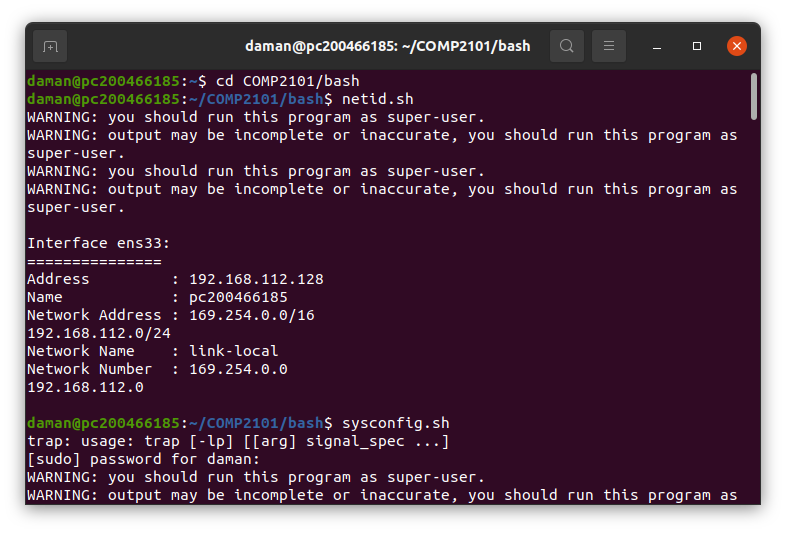 daman@pc200466185: ~/COMP2101/bash
daman@pc200466185:~$ cd COMP2101/bash
daman@pc200466185:~/COMP2101/bash$ netid.sh
WARNING: you should run this program as super-user.
WARNING: output may be incomplete or inaccurate, you should run this program as
super-user.
WARNING: you should run this program as super-user.
WARNING: output may be incomplete or inaccurate, you should run this program as
super-user.

Interface ens33:
===============
Address         : 192.168.112.128
Name            : pc200466185
Network Address : 169.254.0.0/16
192.168.112.0/24
Network Name    : link-local
Network Number  : 169.254.0.0
192.168.112.0

daman@pc200466185:~/COMP2101/bash$ sysconfig.sh
trap: usage: trap [-lp] [[arg] signal_spec ...]
[sudo] password for daman:
WARNING: you should run this program as super-user.
WARNING: output may be incomplete or inaccurate, you should run this program as